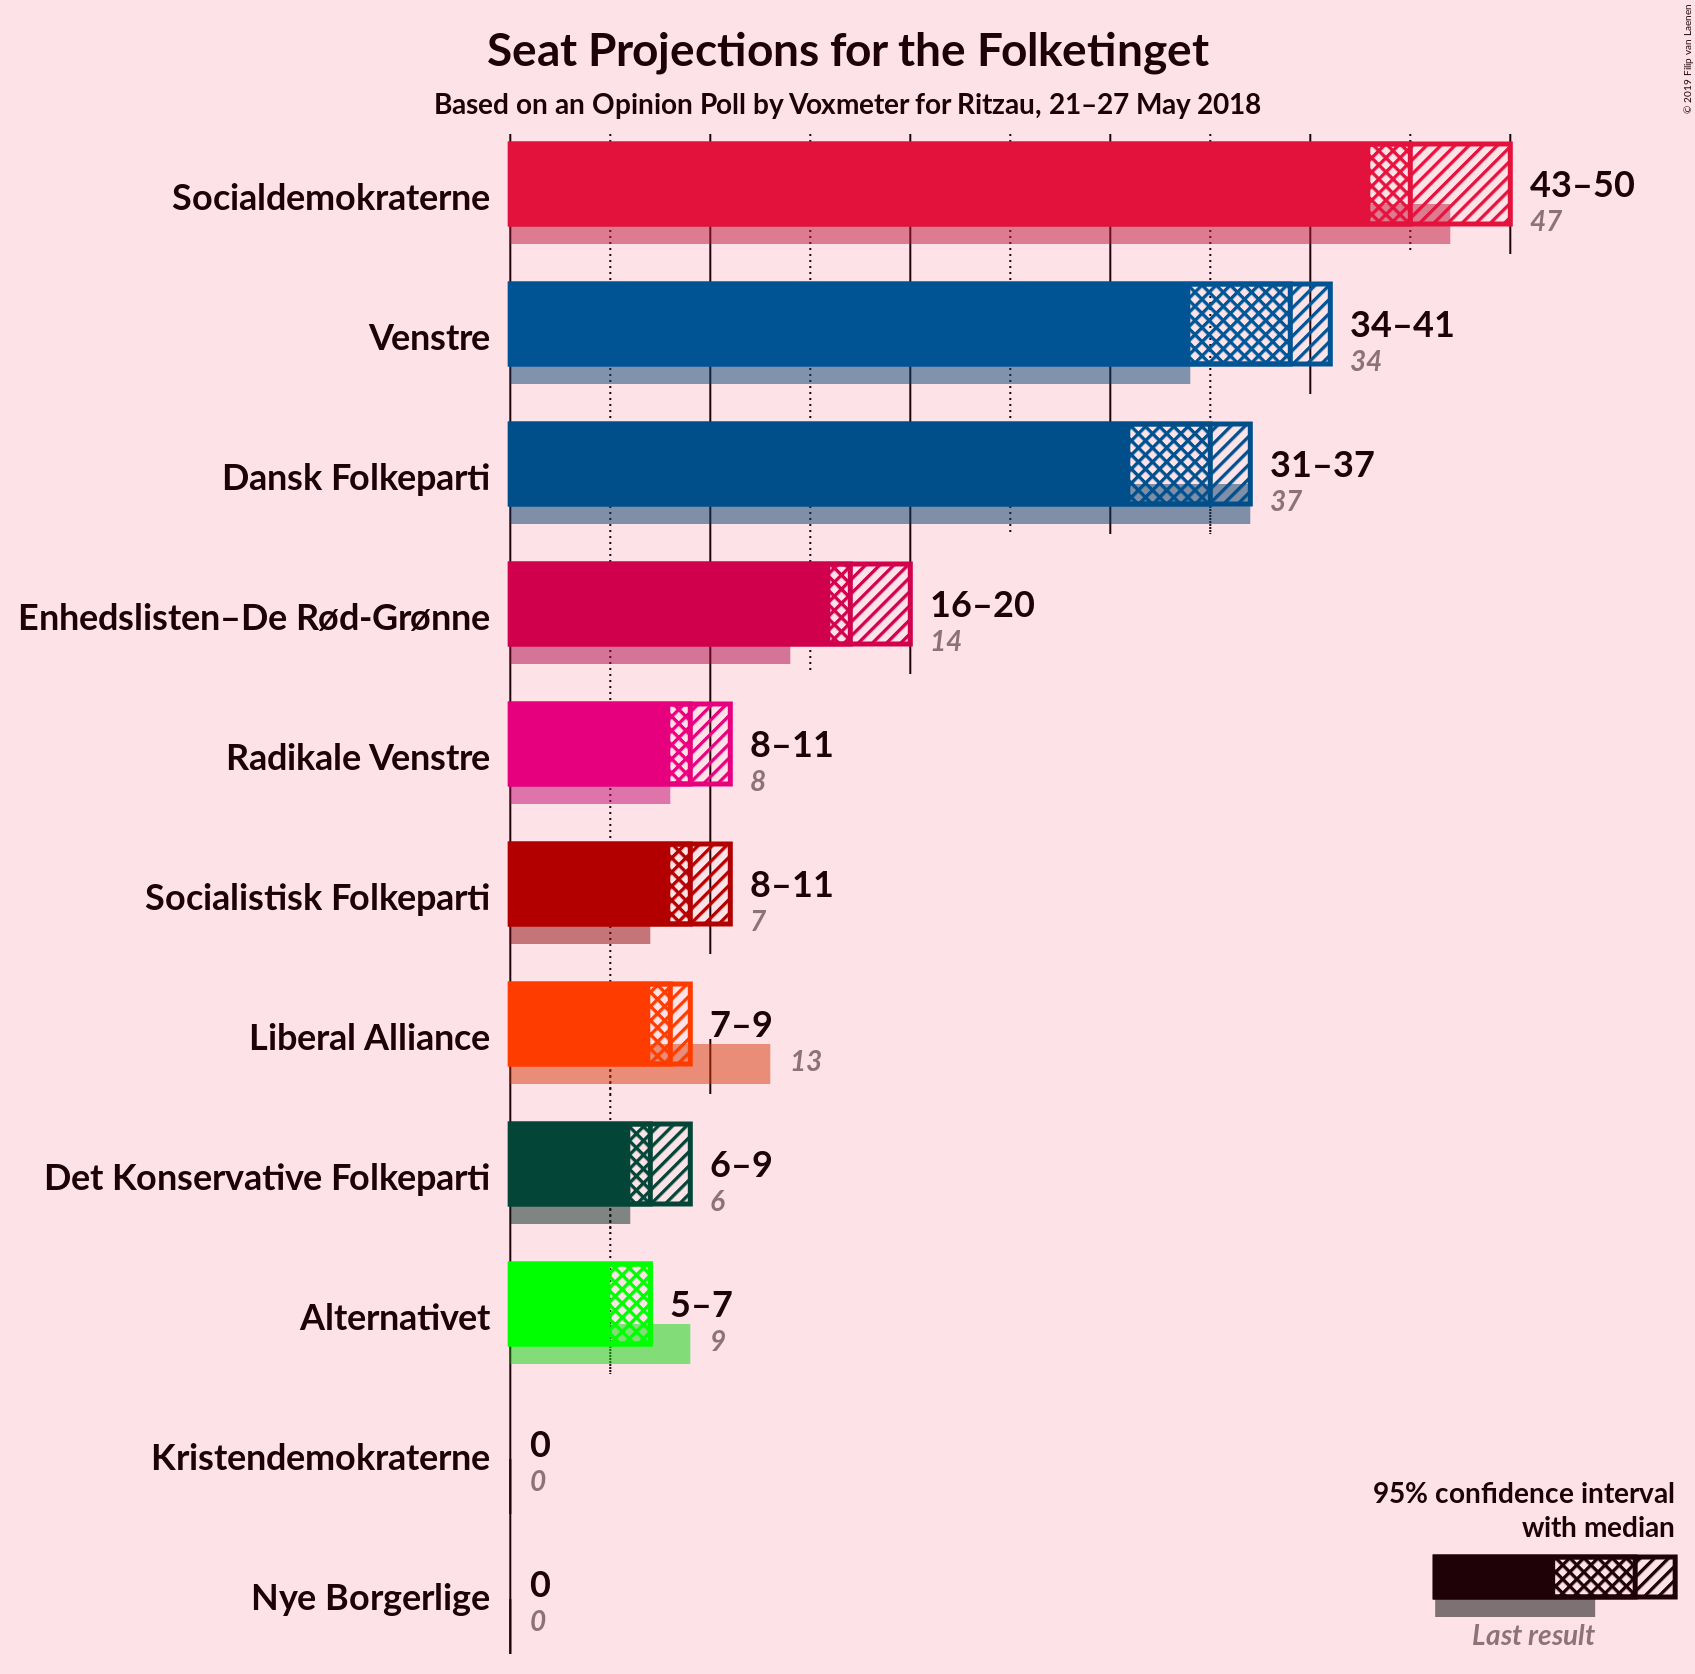 Seat Projections for the Folketinget
Based on an Opinion Poll by Voxmeter for Ritzau, 21–27 May 2018
© 2019 Filip van Laenen
Socialdemokraterne
43–50
47
Venstre
34–41
34
Dansk Folkeparti
31–37
37
Enhedslisten–De Rød-Grønne
16–20
14
Radikale Venstre
8–11
8
Socialistisk Folkeparti
8–11
7
Liberal Alliance
7–9
13
Det Konservative Folkeparti
6–9
6
Alternativet
5–7
9
Kristendemokraterne
0
0
Nye Borgerlige
0
0
95% confidence interval
with median
Last result